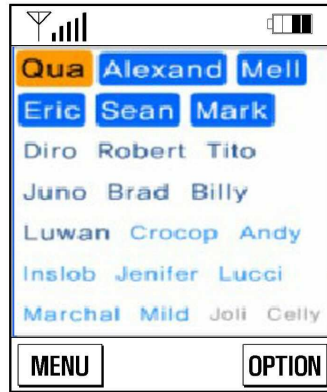 Qua Alexand Mell
Eric Sean Mark
Diro Robert Tito
Juno Brad Billy
Luwan Crocop Andy
Inslob Jenifer Lucci
Marchal Mild Joli Celly
MENU OPTION